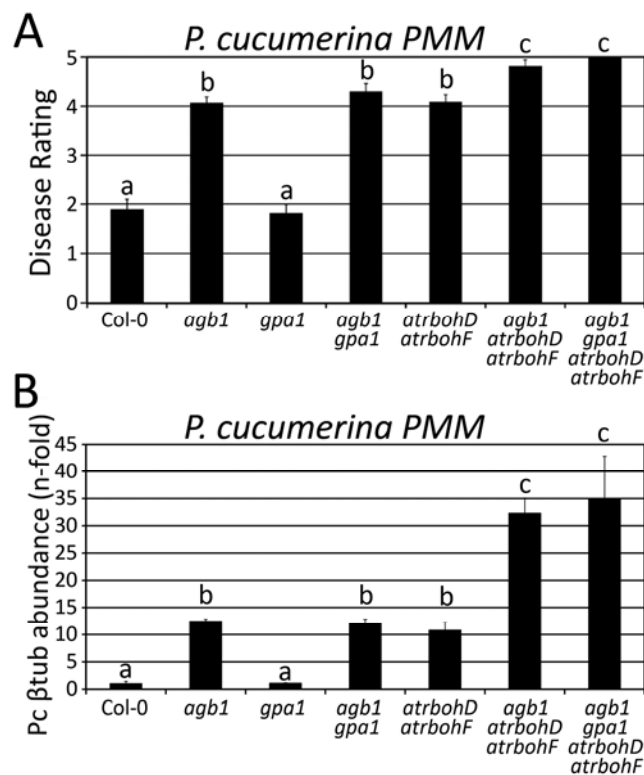 A
P. cucumerina PMM
Disease Rating
5
4
3
2
1
0
a
b
a
b
b
c
c
Col-0
agb1
gpa1
agb1
gpa1
atrbohD
atrbohF
agb1
atrbohD
atrbohF
agb1
gpa1
atrbohD
atrbohF
B
P. cucumerina PMM
Pc βtub abundance (n-fold)
45
40
35
30
25
20
15
10
5
0
a
b
a
b
b
c
c
Col-0
agb1
gpa1
agb1
gpa1
atrbohD
atrbohF
agb1
atrbohD
atrbohF
agb1
gpa1
atrbohD
atrbohF